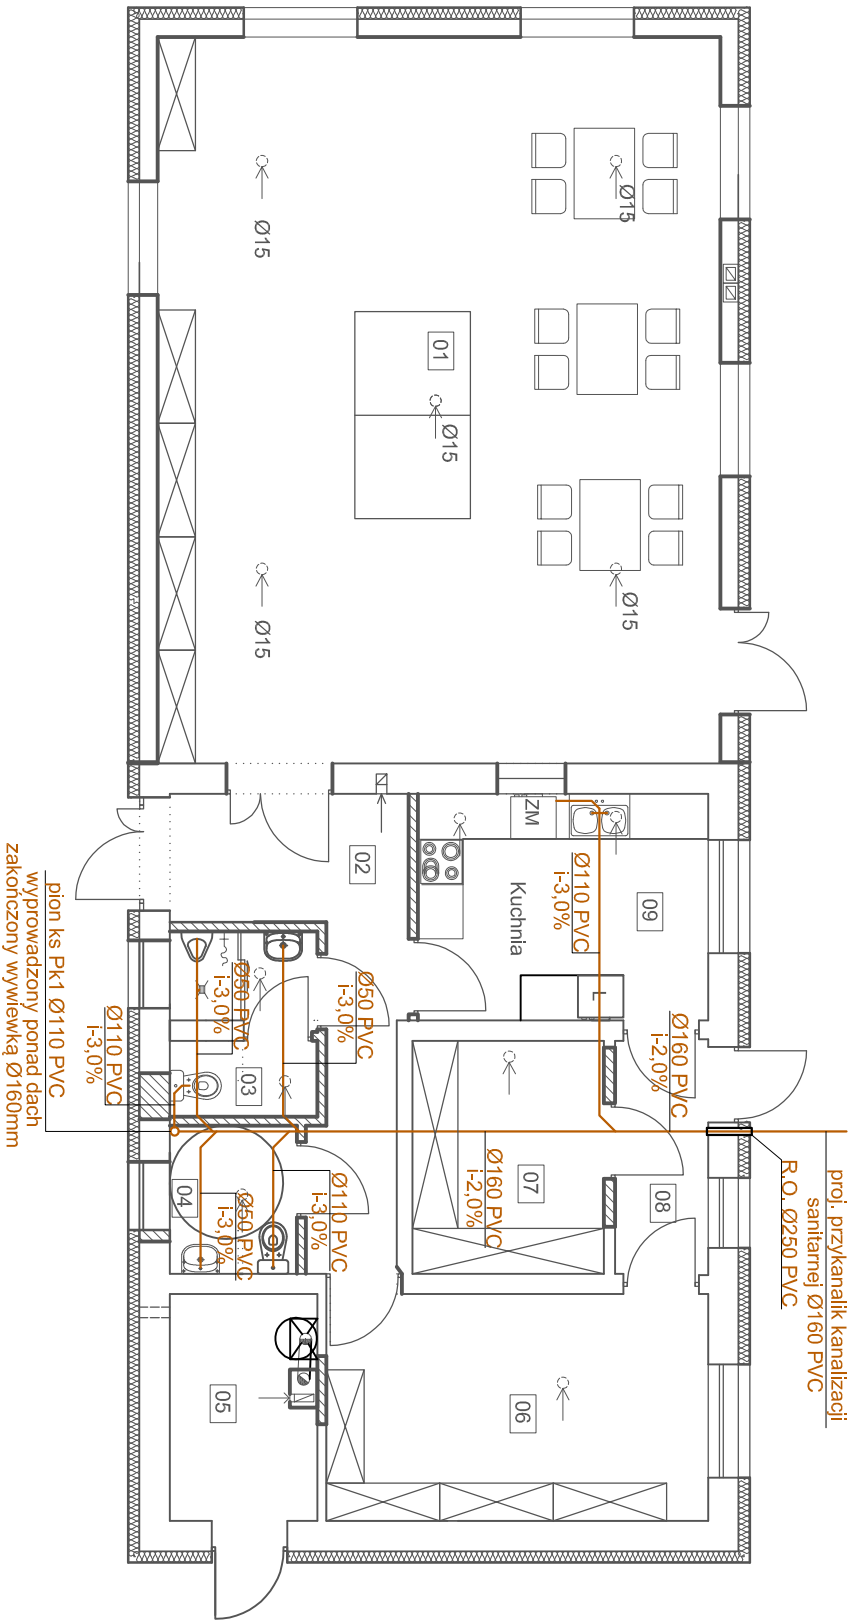 proj. przykanalik kanalizacji
sanitarnej Ø160 PVC
R.O. Ø250 PVC
Ø15
Ø15
Ø15
Ø15
Ø15
01
02
03
04
05
06
07
08
09
ZM
Kuchnia
L
Ø110 PVC
i-3,0%
Ø160 PVC
i-2,0%
Ø160 PVC
i-2,0%
Ø50 PVC
i-3,0%
Ø50 PVC
i-3,0%
Ø110 PVC
i-3,0%
Ø50 PVC
i-3,0%
Ø110 PVC
i-3,0%
pion ks Pk1 Ø110 PVC
wyprowadzony ponad dach
zakończony wywiewką Ø160mm